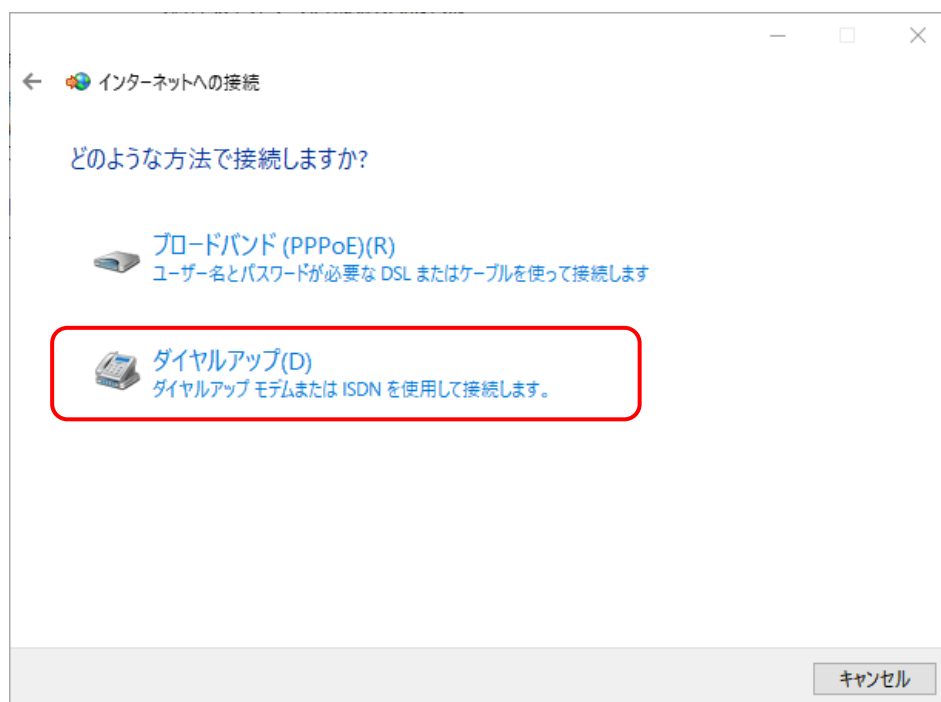 インターネットへの接続
どのような方法で接続しますか?
ブロードバンド (PPPoE)(R)
ユーザー名とパスワードが必要な DSL またはケーブルを使って接続します
ダイヤルアップ(D)
ダイヤルアップ モデムまたは ISDN を使用して接続します。
キャンセル